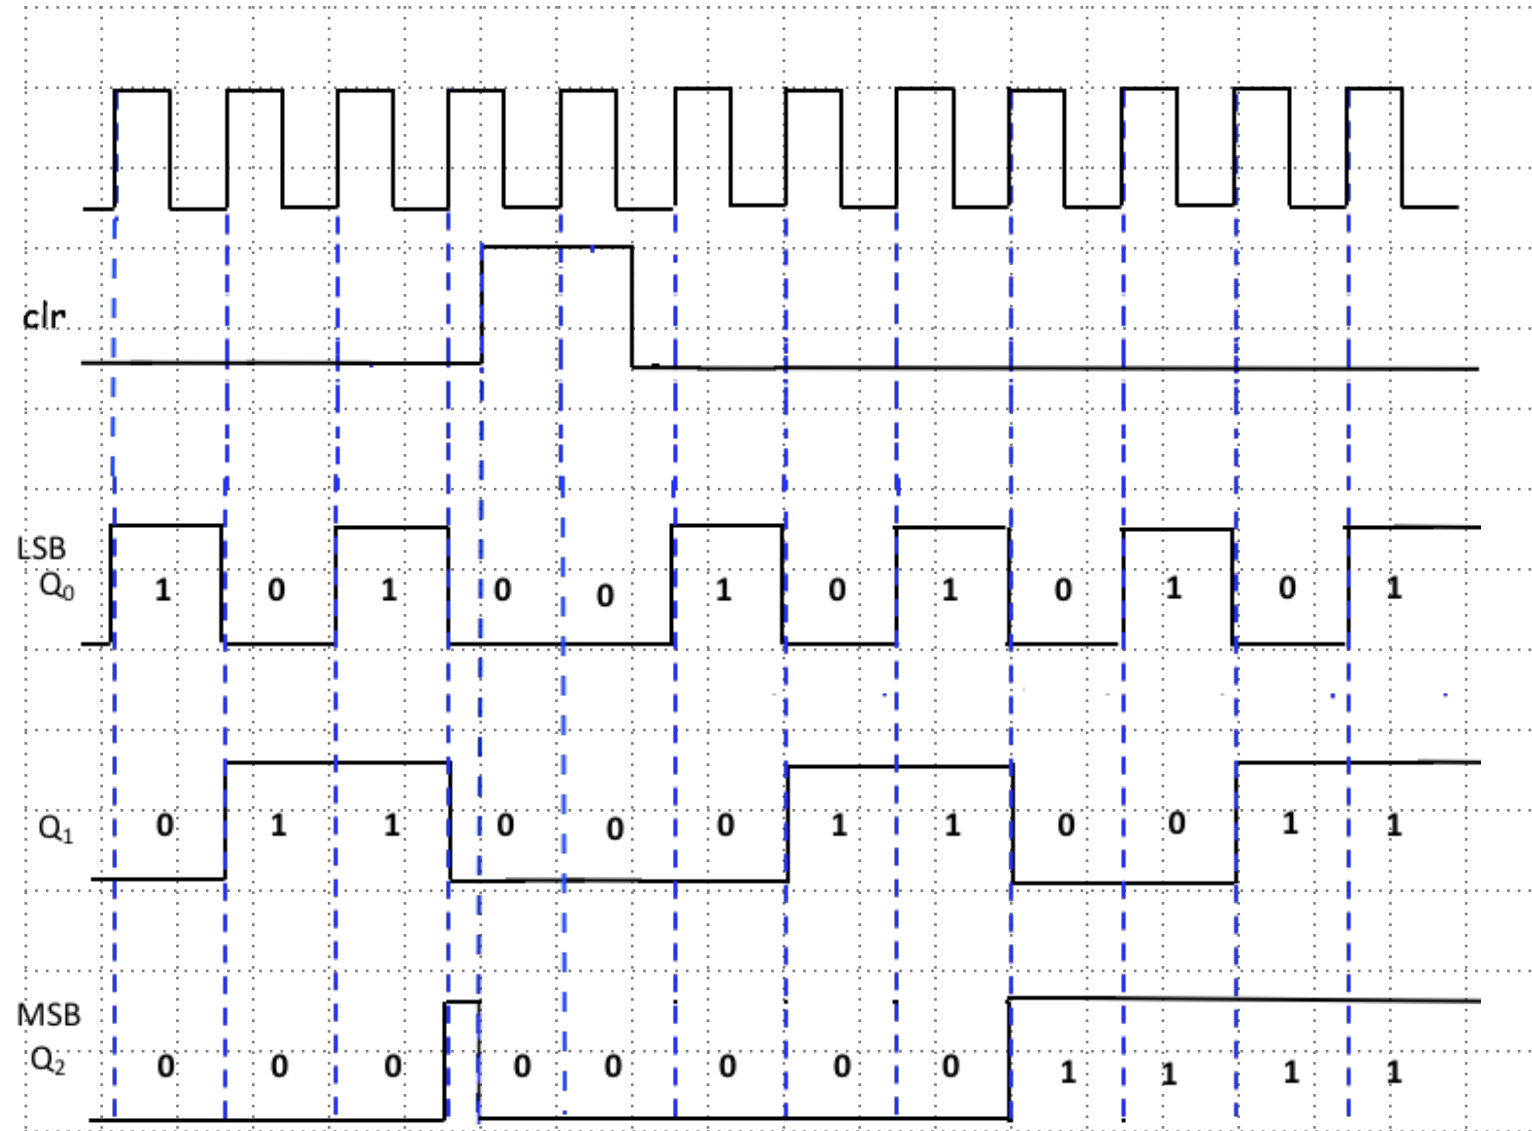 clr
LSB
Q₀ 1 0 1 0 0 1 0 1 0 1 0 1
Q₁ 0 1 1 0 0 0 1 1 0 0 1 1
MSB
Q₂ 0 0 0 0 0 0 0 0 1 1 1 1